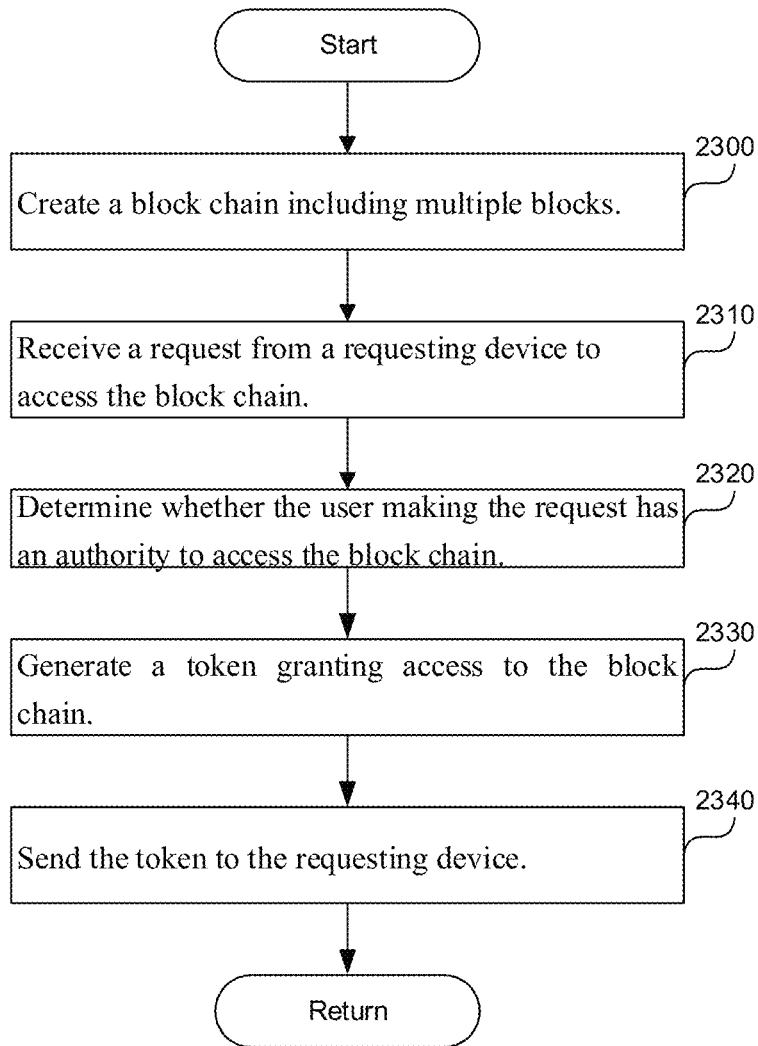 Start
2300
Create a block chain including multiple blocks.
2310
Receive a request from a requesting device to
access the block chain.
2320
Determine whether the user making the request has
an authority to access the block chain.
2330
Generate a token granting access to the block
chain.
2340
Send the token to the requesting device.
Return